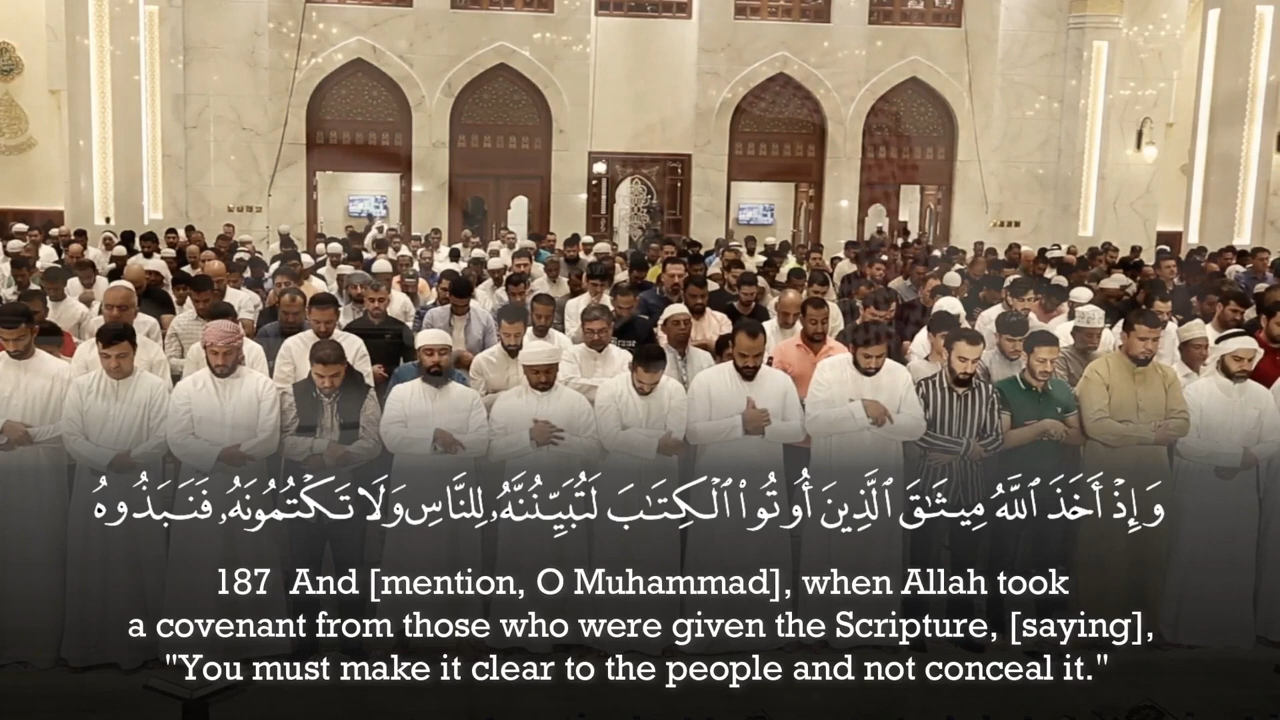 وَإِذْ أَخَذَ ٱللَّهُ مِيثَـٰقَ ٱلَّذِينَ أُوتُوا۟ ٱلْكِتَـٰبَ لَتُبَيِّنُنَّهُۥ لِلنَّاسِ وَلَا تَكْتُمُونَهُۥ فَنَبَذُوهُ
187 And [mention, O Muhammad], when Allah took
a covenant from those who were given the Scripture, [saying],
"You must make it clear to the people and not conceal it."